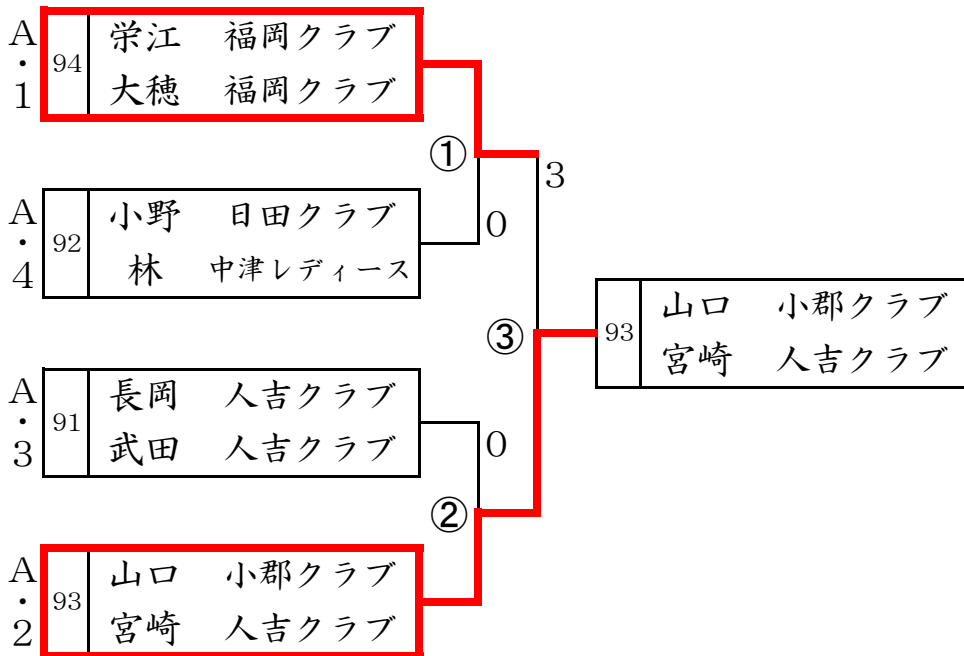 A・1
94
栄江 福岡クラブ
大穂 福岡クラブ
①
3
A・4
92
小野 日田クラブ
林 中津レディース
0
③
93
山口 小郡クラブ
宮崎 人吉クラブ
A・3
91
長岡 人吉クラブ
武田 人吉クラブ
0
②
A・2
93
山口 小郡クラブ
宮崎 人吉クラブ